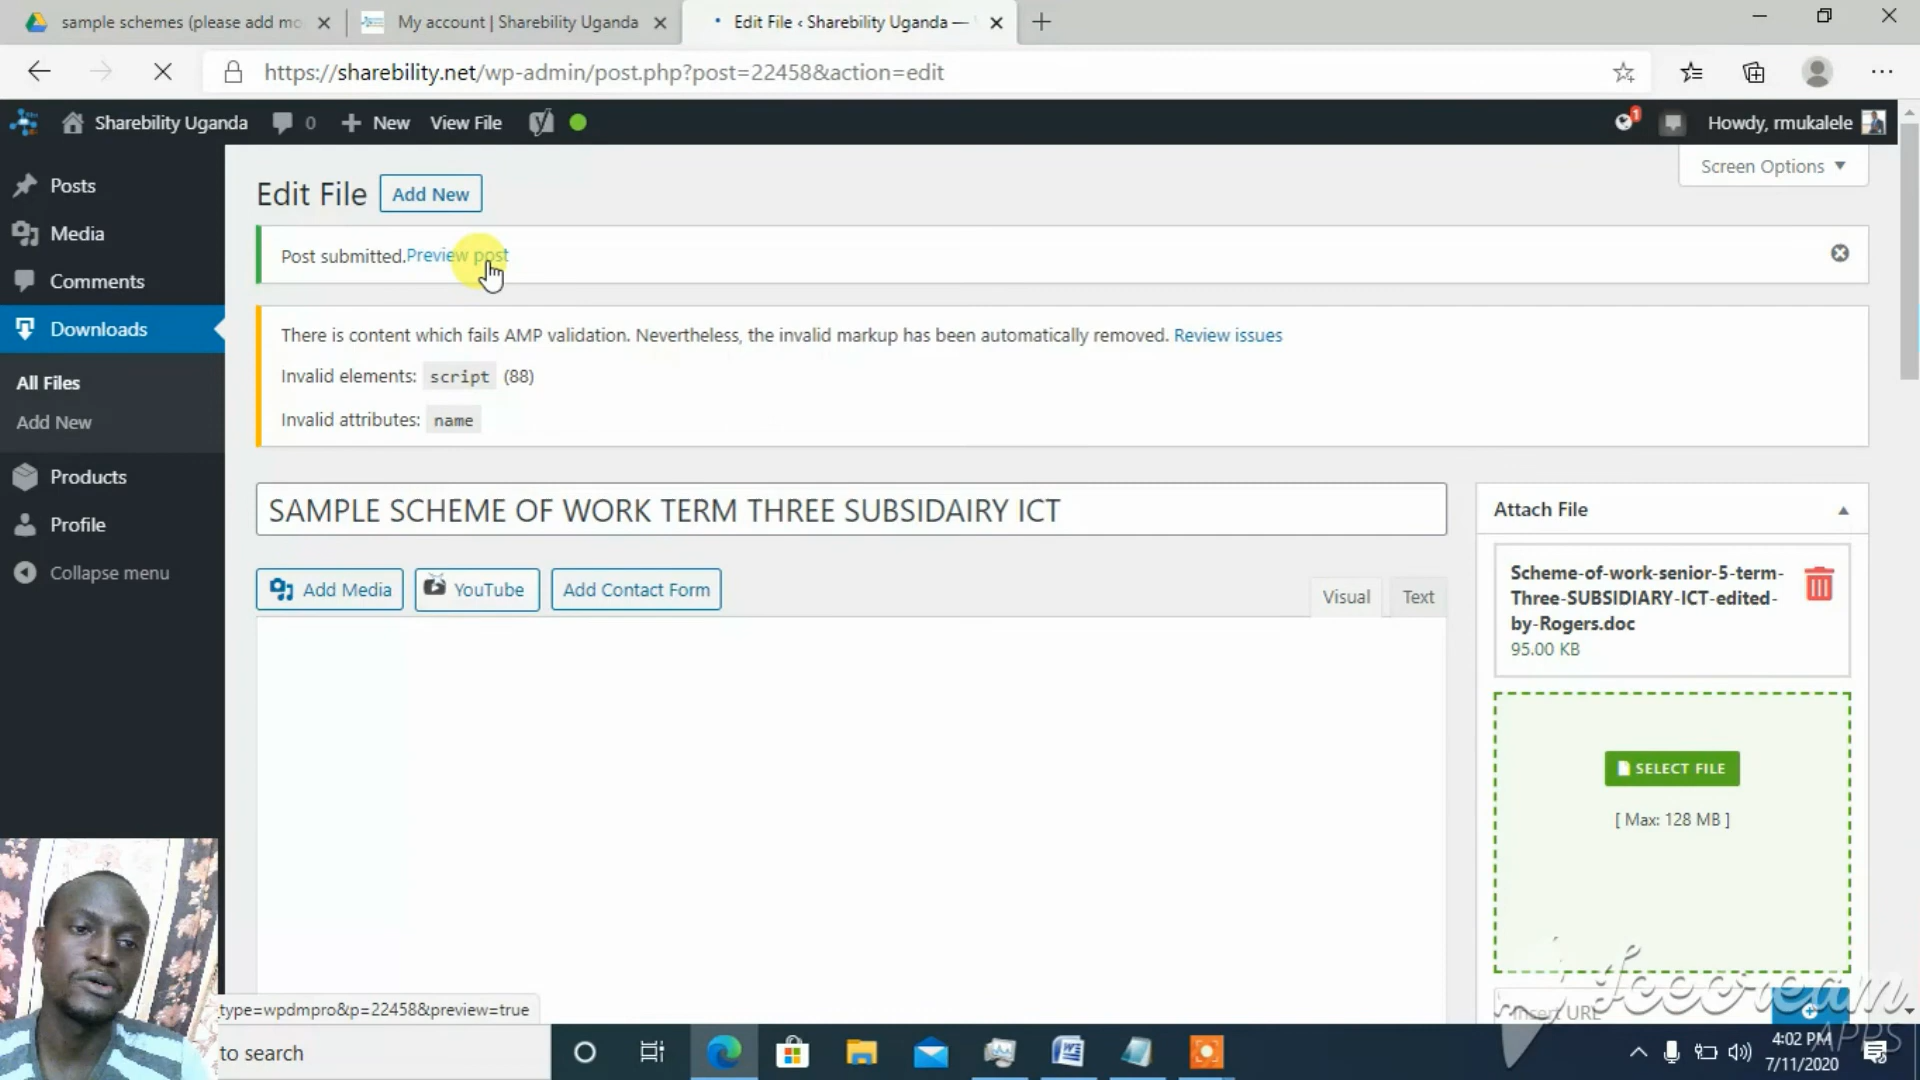 sample schemes (please add mo
My account | Sharebility Uganda
Edit File ‹ Sharebility Uganda —
https://sharebility.net/wp-admin/post.php?post=22458&action=edit
Sharebility Uganda
0
New
View File
1
Howdy, rmukalele
Screen Options
Posts
Media
Comments
Downloads
All Files
Add New
Products
Profile
Collapse menu
Edit File
Add New
Post submitted.Preview post
There is content which fails AMP validation. Nevertheless, the invalid markup has been automatically removed. Review issues
Invalid elements: script (88)
Invalid attributes: name
SAMPLE SCHEME OF WORK TERM THREE SUBSIDAIRY ICT
Add Media
YouTube
Add Contact Form
Visual
Text
Attach File
Scheme-of-work-senior-5-term-
Three-SUBSIDIARY-ICT-edited-
by-Rogers.doc
95.00 KB
SELECT FILE
[ Max: 128 MB ]
Insert URL
type=wpdmpro&p=22458&preview=true
to search
APPS
4:02 PM
7/11/2020